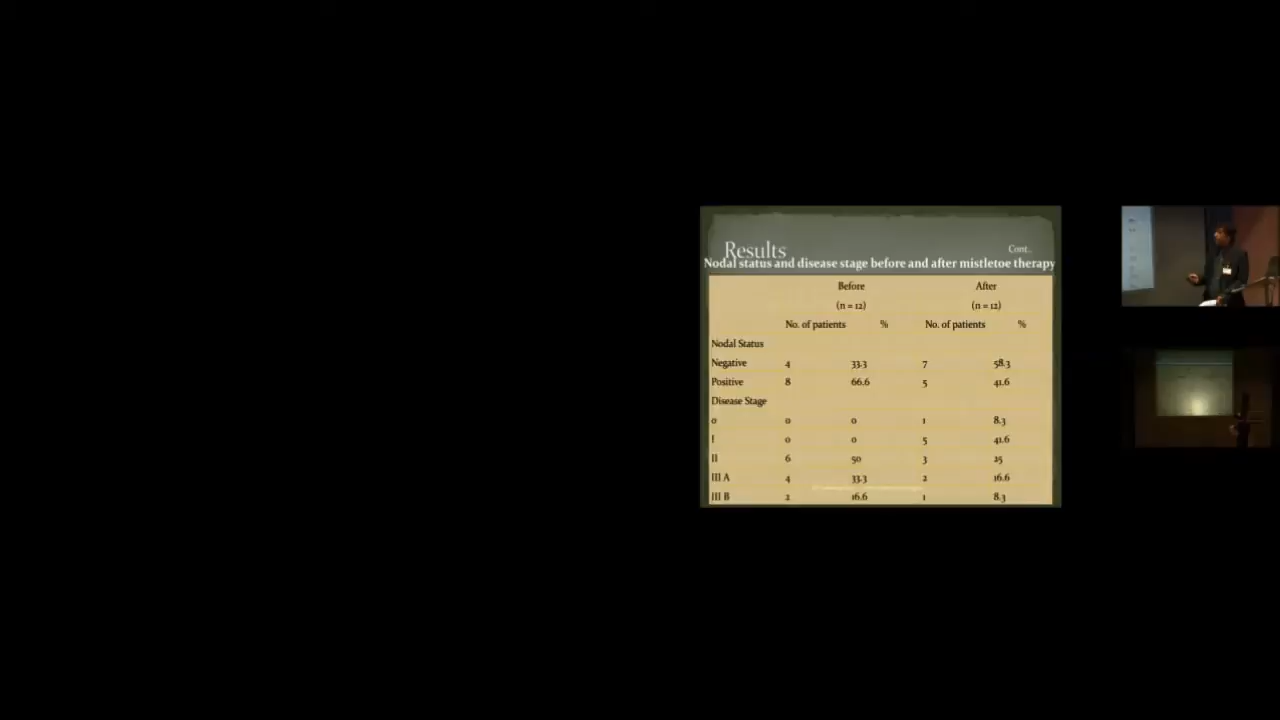 Results
Cont..
Nodal status and disease stage before and after mistletoe therapy
Before After
(n = 12) (n = 12)
No. of patients % No. of patients %
Nodal Status
Negative 4 33.3 7 58.3
Positive 8 66.6 5 41.6
Disease Stage
0 0 0 1 8.3
I 0 0 5 41.6
II 6 50 3 25
III A 4 33.3 2 16.6
III B 2 16.6 1 8.3